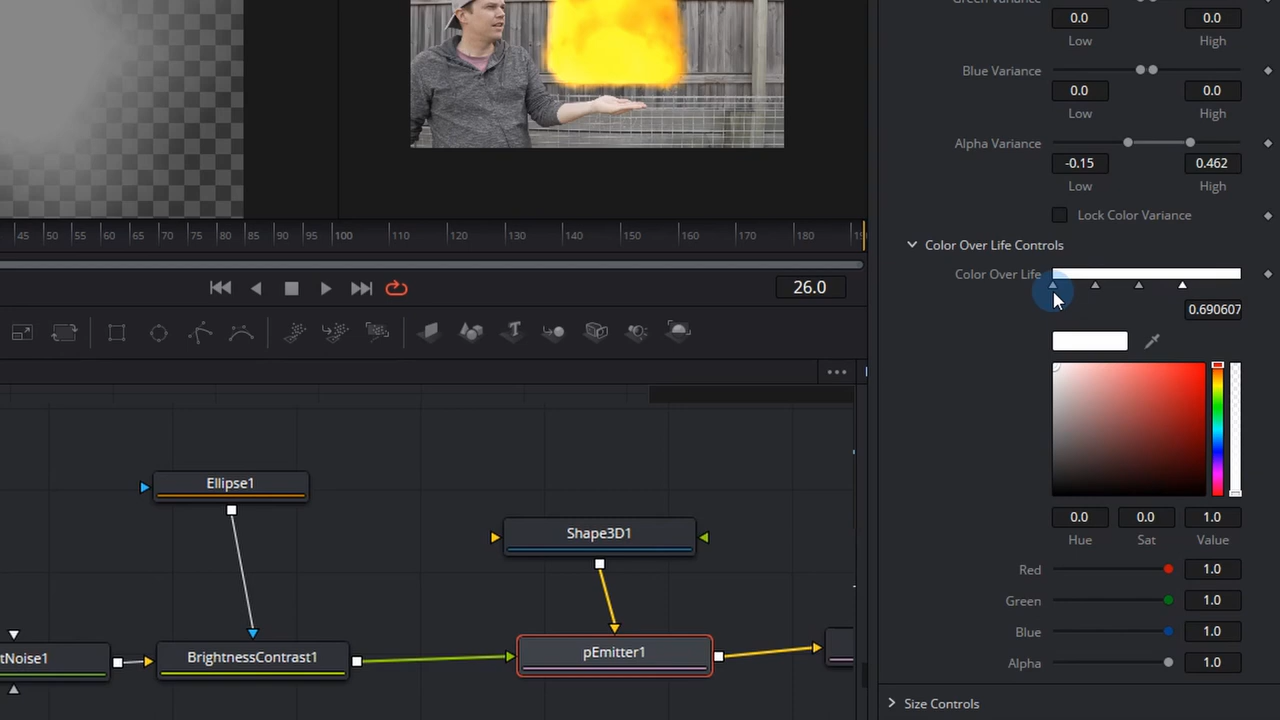 Green Variance
0.0 0.0
Low High
Blue Variance
0.0 0.0
Low High
Alpha Variance
-0.15 0.462
Low High
Lock Color Variance
Color Over Life Controls
Color Over Life
0.690607
0.0 0.0 1.0
Hue Sat Value
Red 1.0
Green 1.0
Blue 1.0
Alpha 1.0
Size Controls
45 50 55 60 65 70 75 80 85 90 95 100 110 120 130 140 150 160 170 180
26.0
Ellipse1
Shape3D1
tNoise1
BrightnessContrast1
pEmitter1